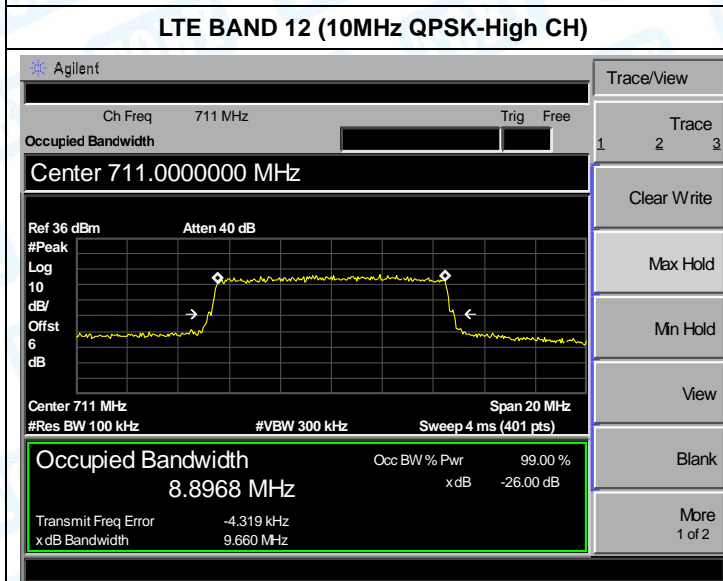 LTE BAND 12 (10MHz QPSK-High CH)
Agilent
Trace/View
Ch Freq 711 MHz Trig Free
Occupied Bandwidth
Trace
1 2 3
Center 711.0000000 MHz
Clear Write
Ref 36 dBm Atten 40 dB
#Peak
Log
10
dB/
Offst
6
dB
Max Hold
Min Hold
View
Center 711 MHz Span 20 MHz
#Res BW 100 kHz #VBW 300 kHz Sweep 4 ms (401 pts)
Occupied Bandwidth Occ BW % Pwr 99.00 %
8.8968 MHz x dB -26.00 dB
Blank
Transmit Freq Error -4.319 kHz
x dB Bandwidth 9.660 MHz
More
1 of 2